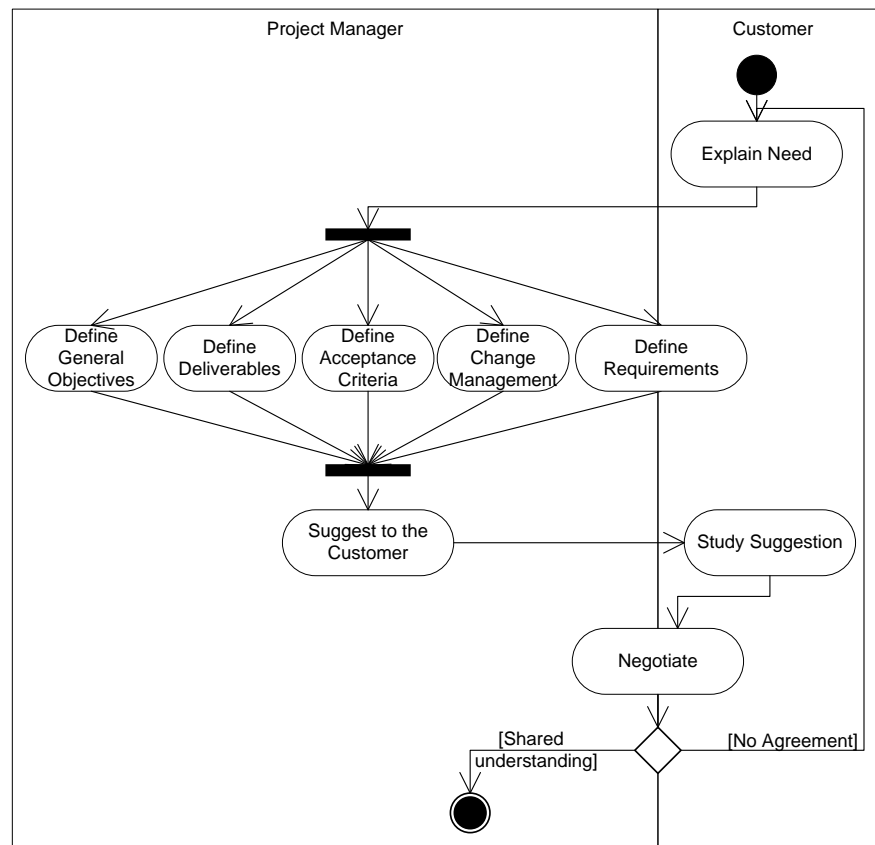 Project Manager
Customer
Explain Need
Define
General
Objectives
Define
Deliverables
Define
Acceptance
Criteria
Define
Change
Management
Define
Requirements
Suggest to the
Customer
Study Suggestion
Negotiate
[Shared
understanding]
[No Agreement]